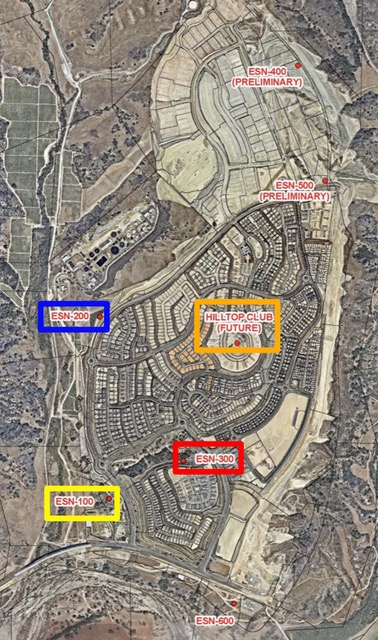 ESN-400
(PRELIMINARY)
ESN-500
(PRELIMINARY)
ESN-200
HILLTOP CLUB
(FUTURE)
ESN-300
ESN-100
ESN-600